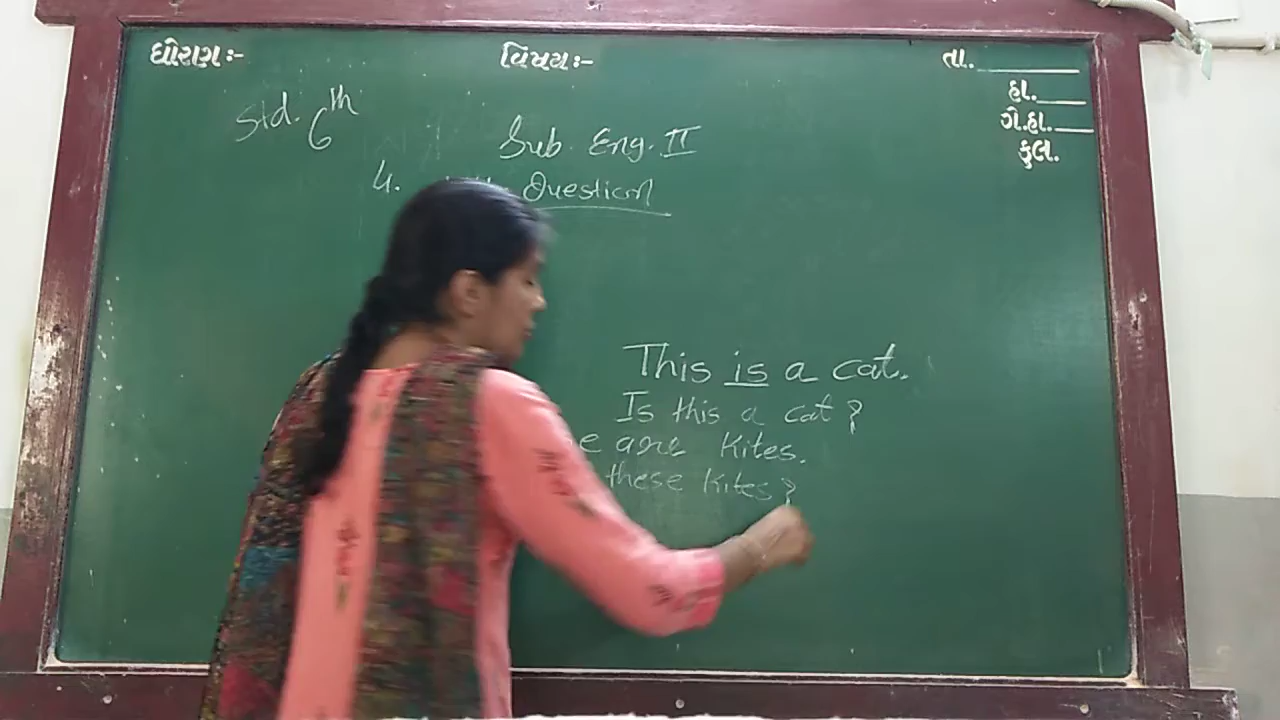 ધોરણઃ- વિષયઃ- તા.
હા.
ગે.હા.
કુલ.
Std. 6th
Sub. Eng. II
4. Question
This is a cat.
Is this a cat?
are kites.
these kites?